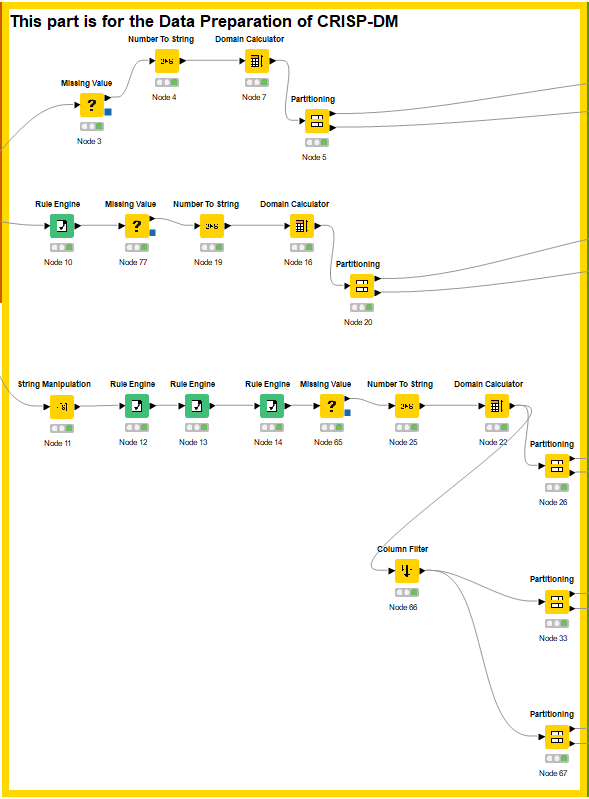 This part is for the Data Preparation of CRISP-DM
Number To String
Domain Calculator
Missing Value
Node 4
Node 7
Partitioning
Node 3
Node 5
Rule Engine
Missing Value
Number To String
Domain Calculator
Node 10
Node 77
Node 19
Node 16
Partitioning
Node 20
String Manipulation
Rule Engine
Rule Engine
Rule Engine
Missing Value
Number To String
Domain Calculator
Node 11
Node 12
Node 13
Node 14
Node 65
Node 25
Node 22
Partitioning
Node 26
Column Filter
Node 66
Partitioning
Node 33
Partitioning
Node 67